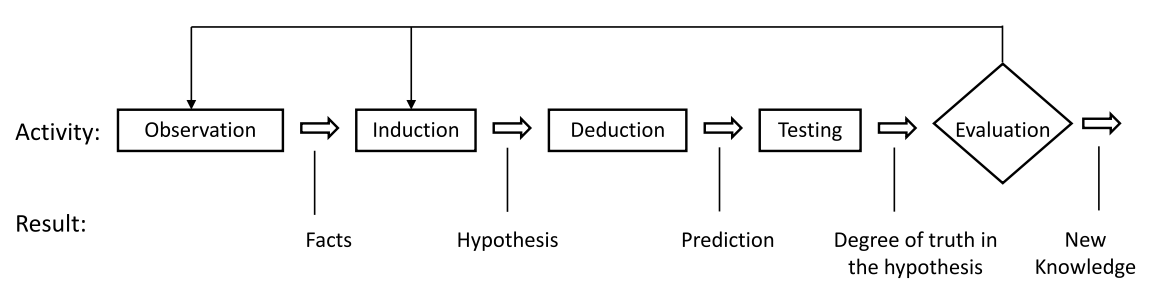 Activity:
Observation
Induction
Deduction
Testing
Evaluation
Result:
Facts
Hypothesis
Prediction
Degree of truth in
the hypothesis
New
Knowledge